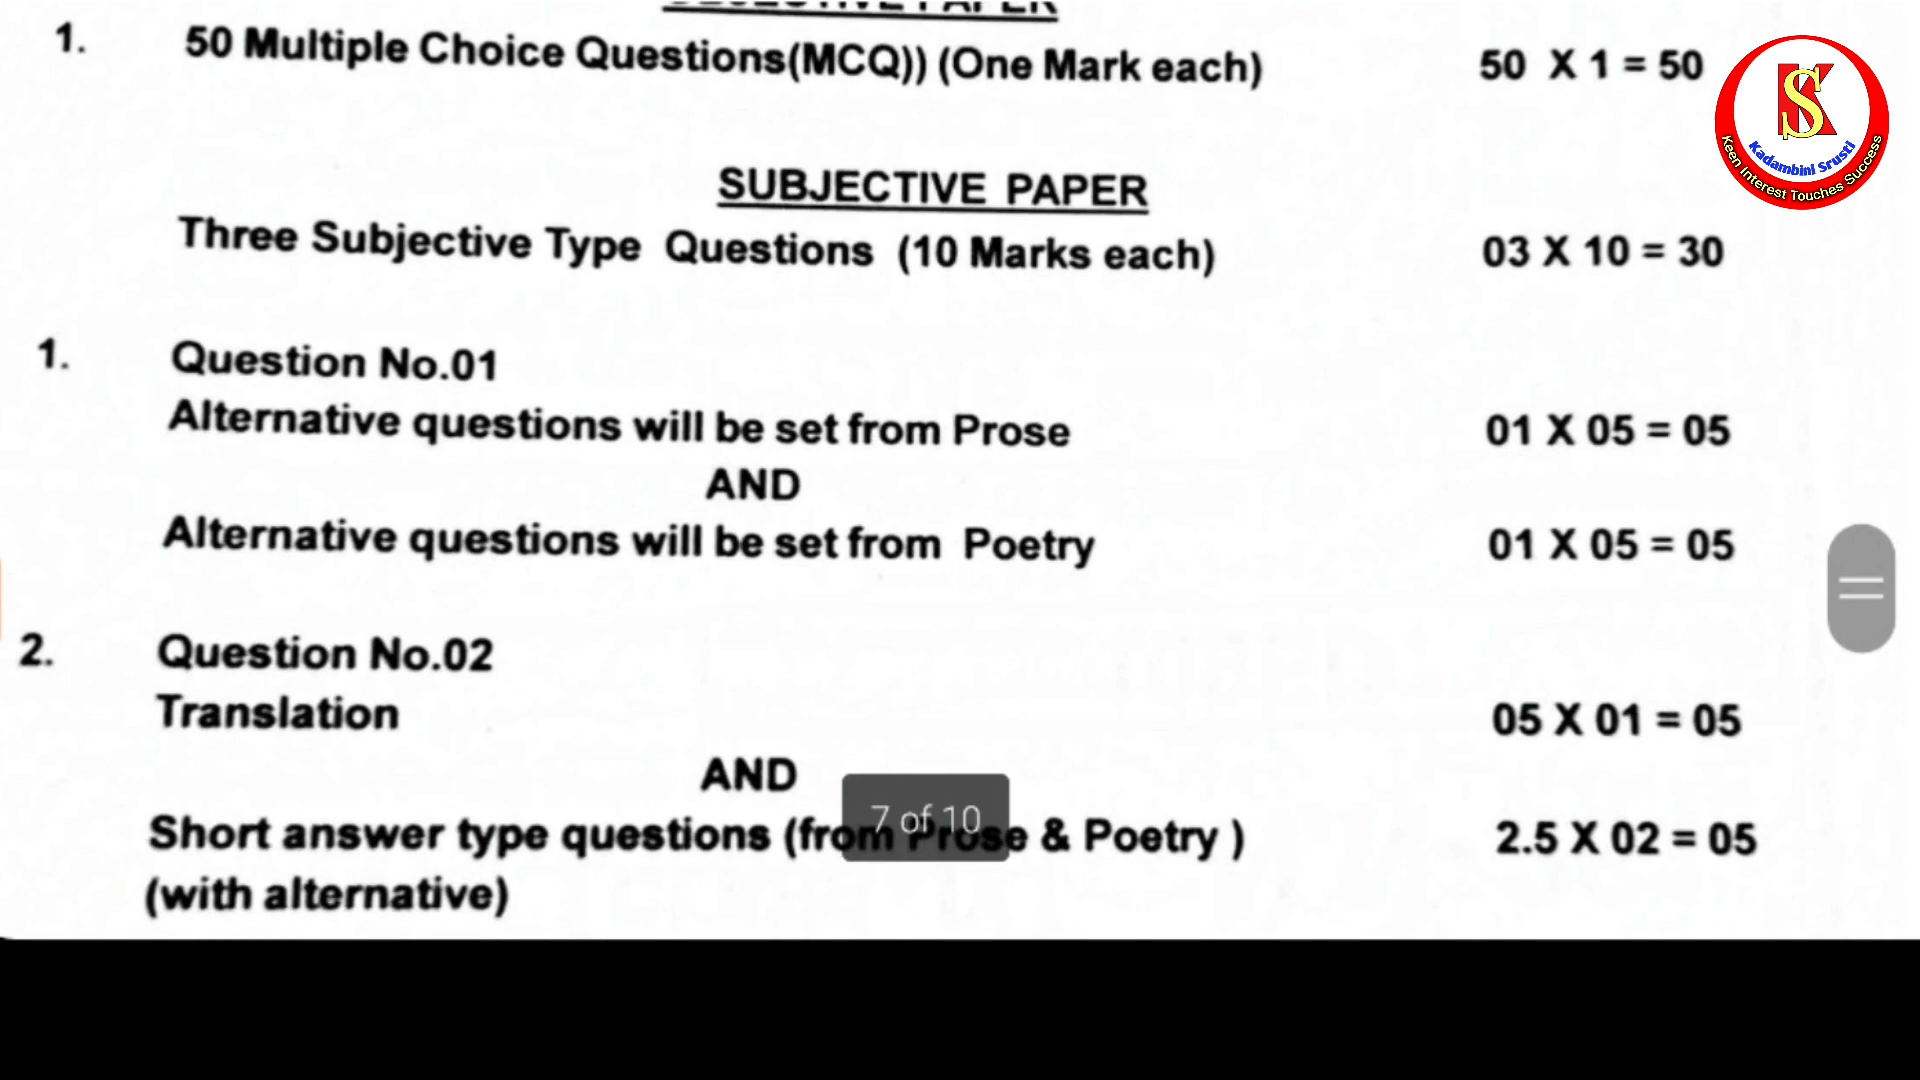 1. 50 Multiple Choice Questions(MCQ)) (One Mark each) 50 X 1 = 50
SUBJECTIVE PAPER
Three Subjective Type Questions (10 Marks each) 03 X 10 = 30
1. Question No.01
Alternative questions will be set from Prose 01 X 05 = 05
AND
Alternative questions will be set from Poetry 01 X 05 = 05
2. Question No.02
Translation 05 X 01 = 05
AND
Short answer type questions (from Prose & Poetry ) 2.5 X 02 = 05
(with alternative)
7 of 10
KS
Kadambini Srusti
Keen Interest Touches Success